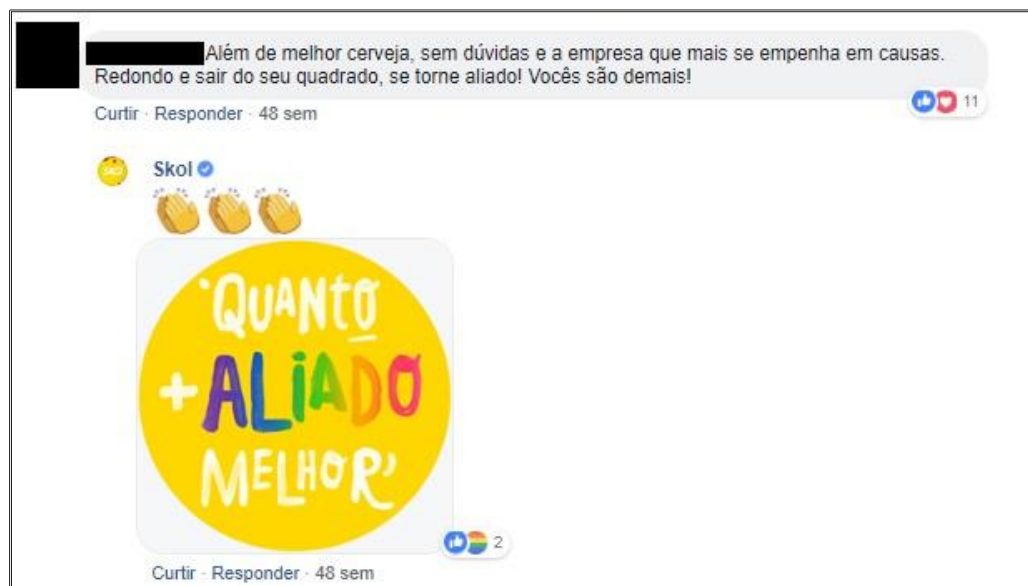 Além de melhor cerveja, sem dúvidas e a empresa que mais se empenha em causas.
Redondo e sair do seu quadrado, se torne aliado! Vocês são demais!
11
Curtir · Responder · 48 sem
Skol
SKOL
QUANTO
+ ALIADO
MELHOR
2
Curtir · Responder · 48 sem